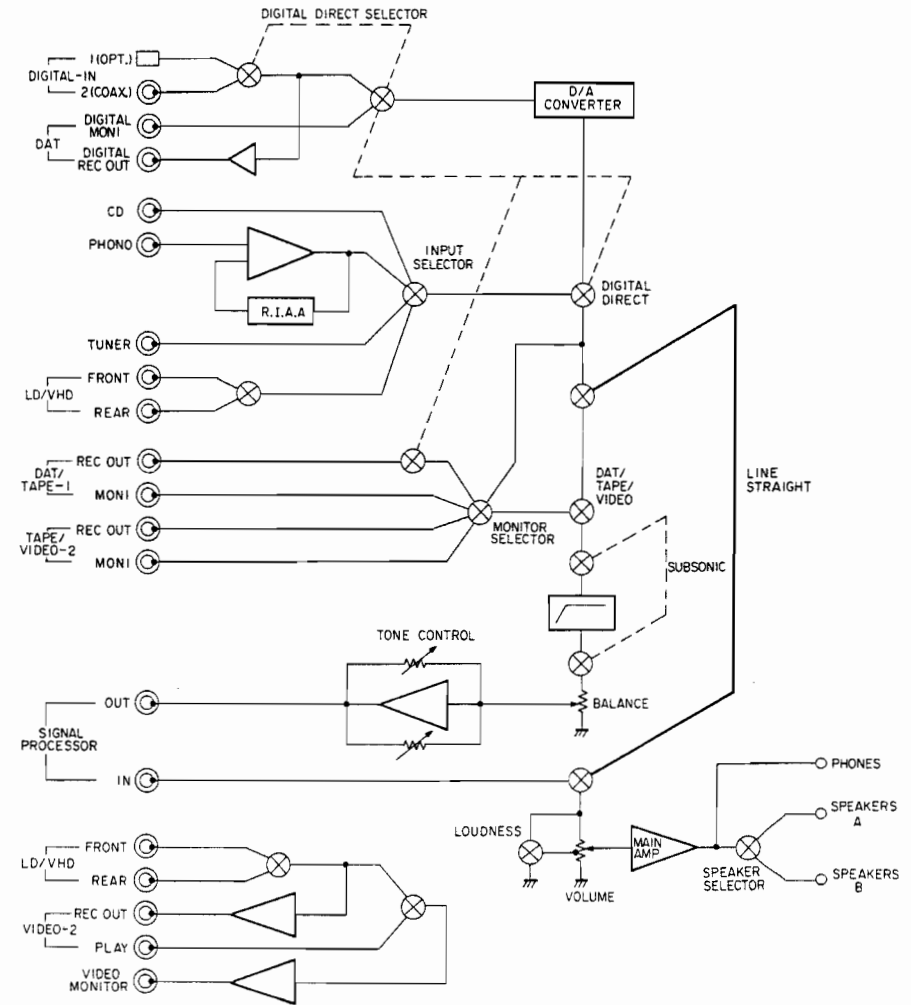 DIGITAL DIRECT SELECTOR
1 (OPT.)
DIGITAL-IN
2 (COAX.)
DIGITAL
MONI
DAT
DIGITAL
REC OUT
D/A
CONVERTER
CD
PHONO
R.I.A.A
INPUT
SELECTOR
DIGITAL
DIRECT
TUNER
FRONT
LD/VHD
REAR
REC OUT
DAT/
TAPE-1
MONI
REC OUT
TAPE/
VIDEO-2
MONI
MONITOR
SELECTOR
DAT/
TAPE/
VIDEO
LINE
STRAIGHT
SUBSONIC
TONE CONTROL
BALANCE
OUT
SIGNAL
PROCESSOR
IN
LOUDNESS
VOLUME
MAIN
AMP
SPEAKER
SELECTOR
PHONES
SPEAKERS
A
SPEAKERS
B
FRONT
LD/VHD
REAR
REC OUT
VIDEO-2
PLAY
VIDEO
MONITOR